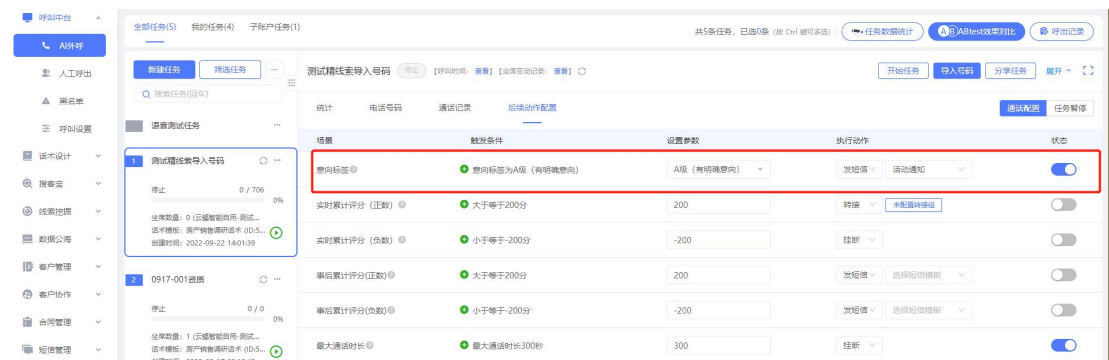 呼叫中台
AI外呼
人工呼出
黑名单
呼叫设置
话术设计
搜客宝
线索挖掘
数据公海
客户管理
客户协作
合同管理
短信管理
全部任务(5) 我的任务(4) 子账户任务(1)
共5条任务，已选0条 (按 Ctrl 键可多选) 任务数据统计 ABABtest效果对比 呼出记录
新建任务 筛选任务 ...
搜索任务(回车)
语音测试任务 ...
1 测试精线索导入号码 ...
停止 0 / 706
0%
坐席数量：0 (云蝠智能自用-测试...
话术模板：房产销售调研话术 (ID:5...
创建时间：2022-09-22 14:01:39
2 0917-001资质 ...
停止 0 / 0
0%
坐席数量：1 (云蝠智能自用-测试...
话术模板：房产销售调研话术 (ID:5...
测试精线索导入号码 停止 【呼叫时间：查看】【坐席变动记录：查看】
开始任务 导入号码 分享任务 展开
统计 电话号码 通话记录 后续动作配置
通话配置 任务暂停
场景 触发条件 设置参数 执行动作 状态
意向标签 意向标签为A级（有明确意向） A级（有明确意向） 发短信 活动通知
实时累计评分（正数） 大于等于200分 200 转接 未配置转接组
实时累计评分（负数） 小于等于-200分 -200 挂断
事后累计评分(正数) 大于等于200分 200 发短信 选择短信模板
事后累计评分(负数) 小于等于-200分 -200 发短信 选择短信模板
最大通话时长 最大通话时长300秒 300 挂断